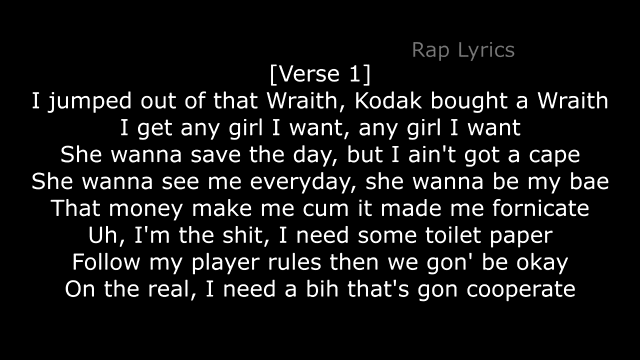 Rap Lyrics
[Verse 1]
I jumped out of that Wraith, Kodak bought a Wraith
I get any girl I want, any girl I want
She wanna save the day, but I ain't got a cape
She wanna see me everyday, she wanna be my bae
That money make me cum it made me fornicate
Uh, I'm the shit, I need some toilet paper
Follow my player rules then we gon' be okay
On the real, I need a bih that's gon cooperate